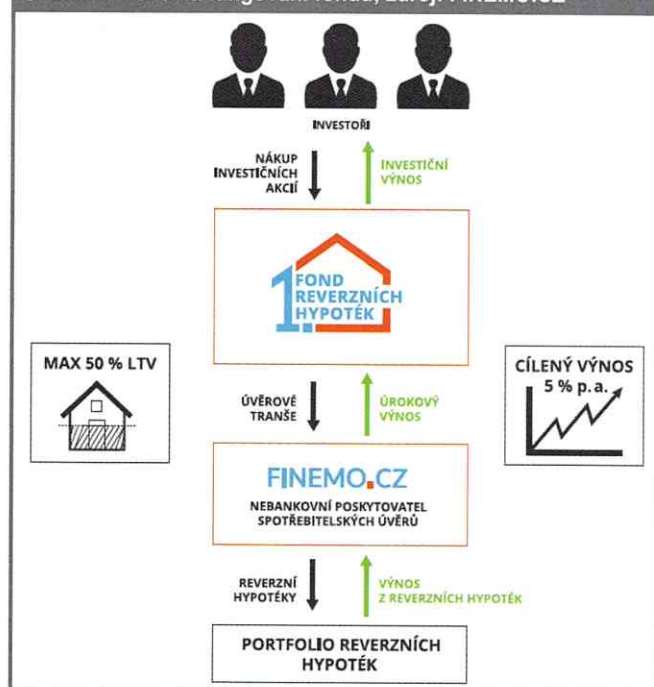 INVESTOŘI
NÁKUP
INVESTIČNÍCH
AKCIÍ
INVESTIČNÍ
VÝNOS
1. FOND
REVERZNÍCH
HYPOTÉK
MAX 50 % LTV
CÍLENÝ VÝNOS
5 % p.a.
ÚVĚROVÉ
TRANŠE
ÚROKOVÝ
VÝNOS
FINEMO.CZ
NEBANKOVNÍ POSKYTOVATEL
SPOTŘEBITELSKÝCH ÚVĚRŮ
REVERZNÍ
HYPOTÉKY
VÝNOS
Z REVERZNÍCH HYPOTÉK
PORTFOLIO REVERZNÍCH
HYPOTÉK